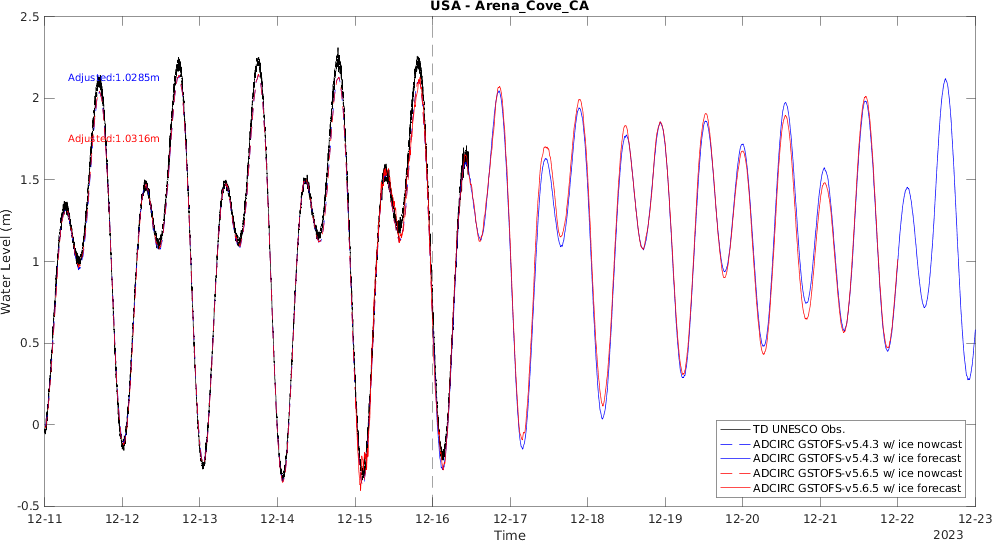 USA - Arena_Cove_CA
2.5
2
1.5
1
0.5
0
-0.5
Water Level (m)
Adjusted:1.0285m
Adjusted:1.0316m
TD UNESCO Obs.
ADCIRC GSTOFS-v5.4.3 w/ ice nowcast
ADCIRC GSTOFS-v5.4.3 w/ ice forecast
ADCIRC GSTOFS-v5.6.5 w/ ice nowcast
ADCIRC GSTOFS-v5.6.5 w/ ice forecast
12-11 12-12 12-13 12-14 12-15 12-16 12-17 12-18 12-19 12-20 12-21 12-22 12-23
Time
2023